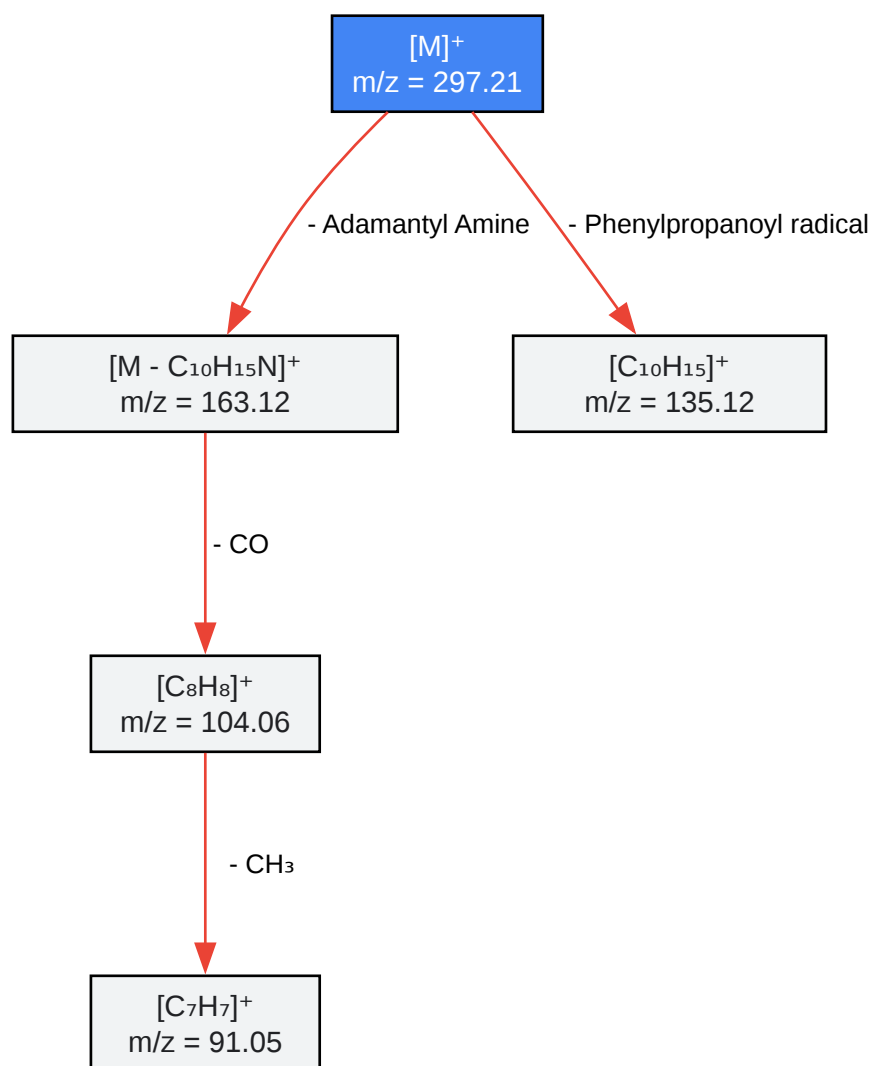 [M]⁺
m/z = 297.21
- Adamantyl Amine
- Phenylpropanoyl radical
[M - C₁₀H₁₅N]⁺
m/z = 163.12
[C₁₀H₁₅]⁺
m/z = 135.12
- CO
[C₈H₈]⁺
m/z = 104.06
- CH₃
[C₇H₇]⁺
m/z = 91.05